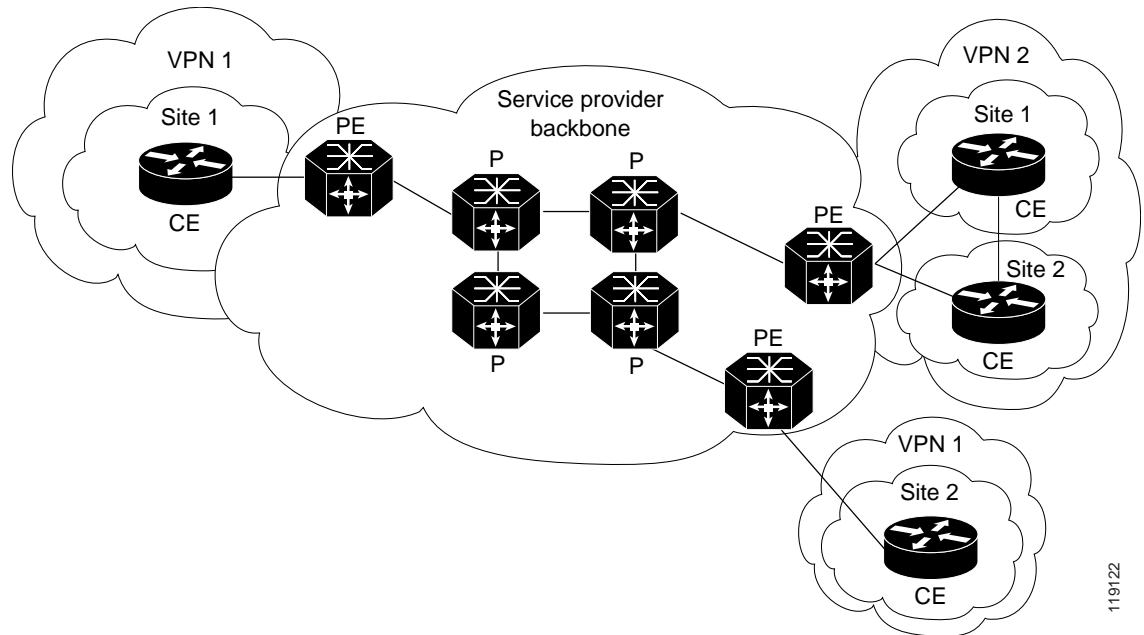 VPN 1
Site 1
CE
PE
Service provider
backbone
P
P
P
P
PE
PE
VPN 2
Site 1
CE
Site 2
CE
VPN 1
Site 2
CE
119122